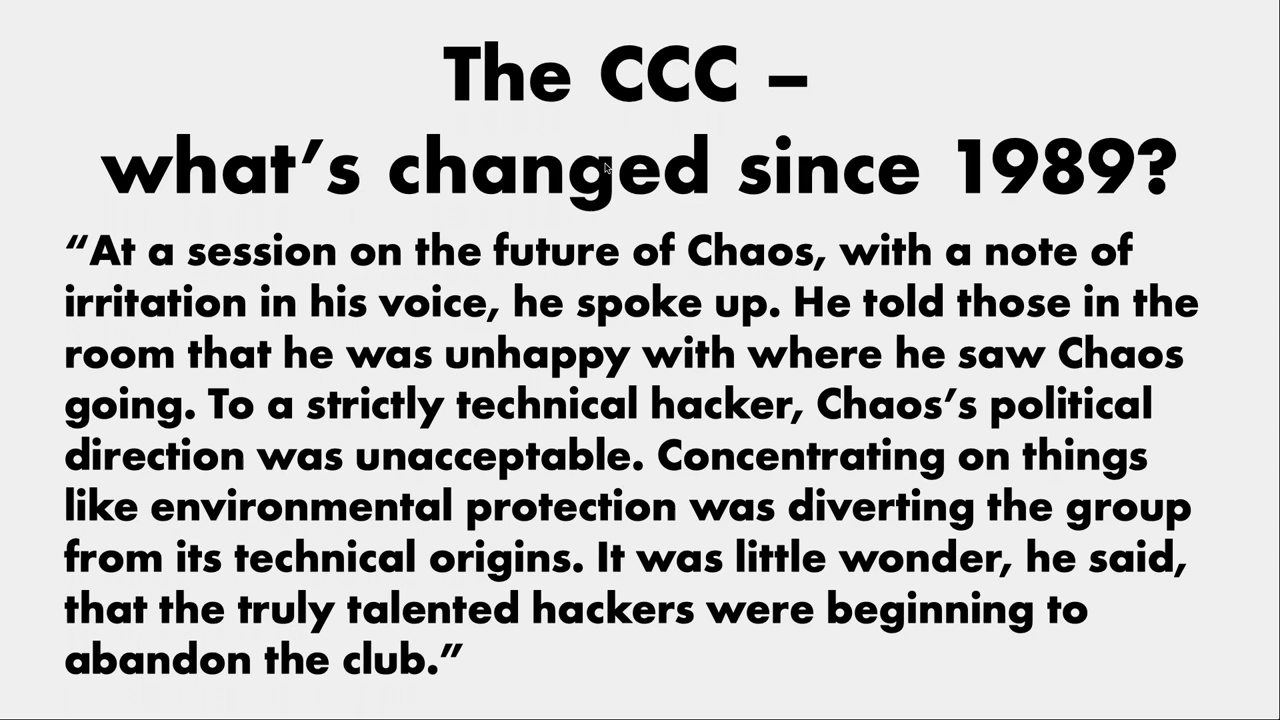 The CCC –
what’s changed since 1989?
“At a session on the future of Chaos, with a note of
irritation in his voice, he spoke up. He told those in the
room that he was unhappy with where he saw Chaos
going. To a strictly technical hacker, Chaos’s political
direction was unacceptable. Concentrating on things
like environmental protection was diverting the group
from its technical origins. It was little wonder, he said,
that the truly talented hackers were beginning to
abandon the club.”